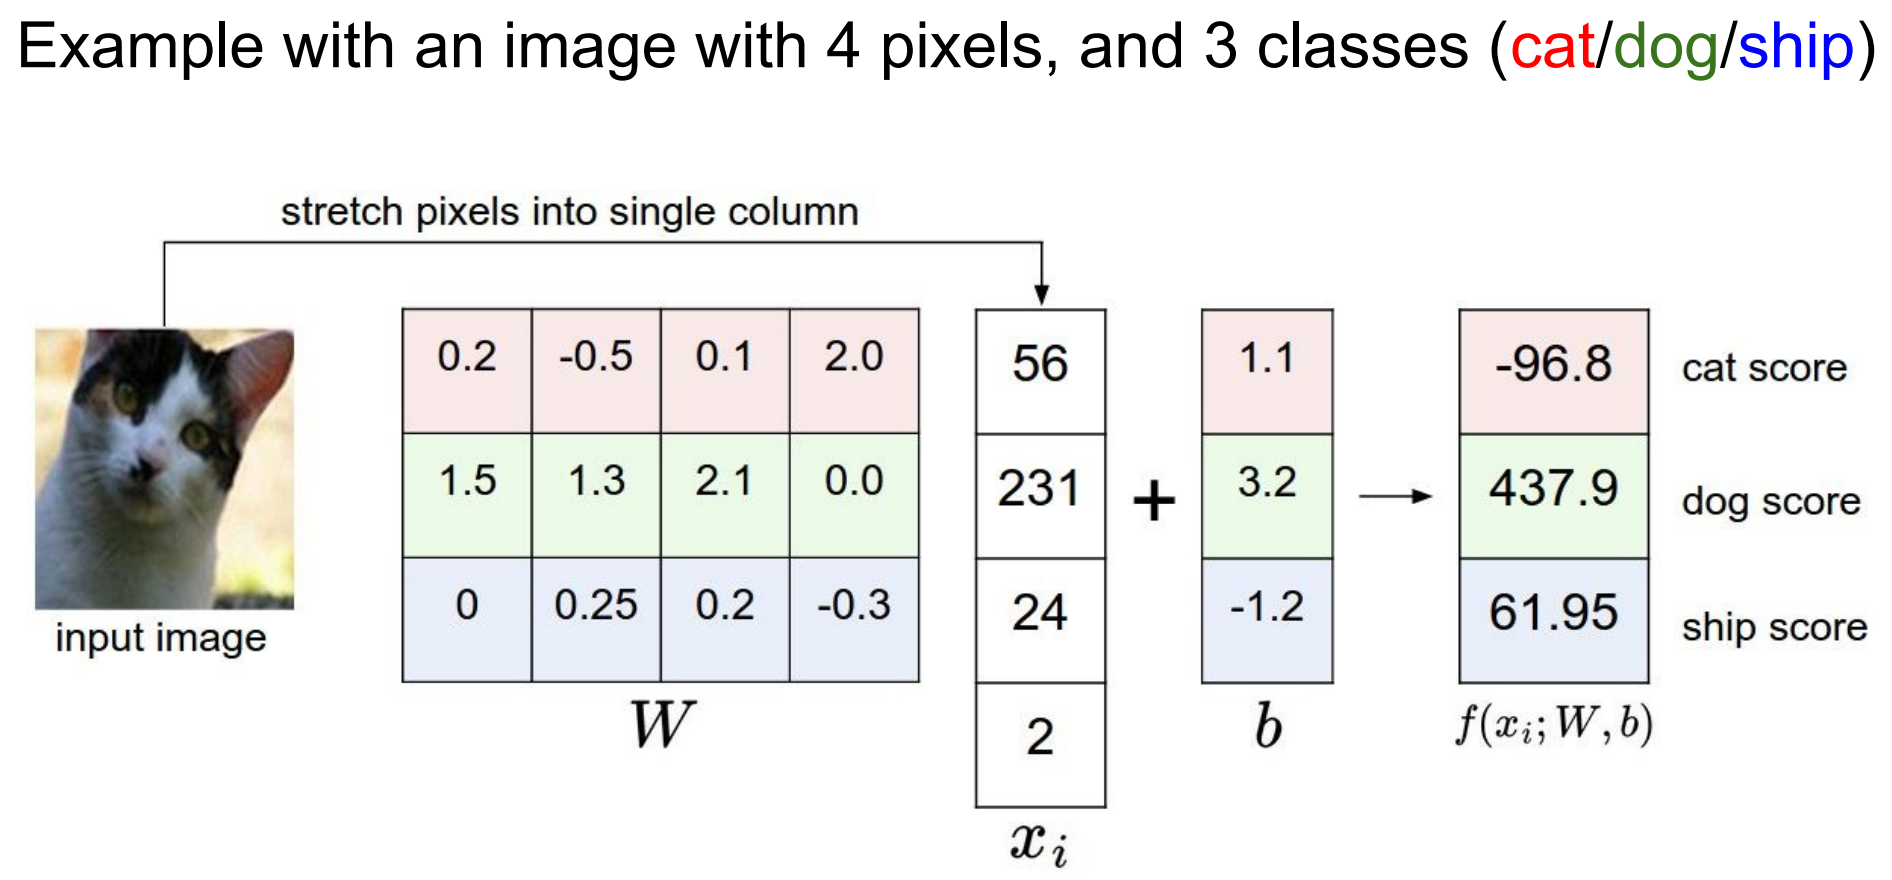 Example with an image with 4 pixels, and 3 classes (cat/dog/ship)
stretch pixels into single column
input image
0.2 -0.5 0.1 2.0
1.5 1.3 2.1 0.0
0 0.25 0.2 -0.3
W
56
231
24
2
x_i
+
1.1
3.2
-1.2
b
-96.8 cat score
437.9 dog score
61.95 ship score
f(x_i; W, b)